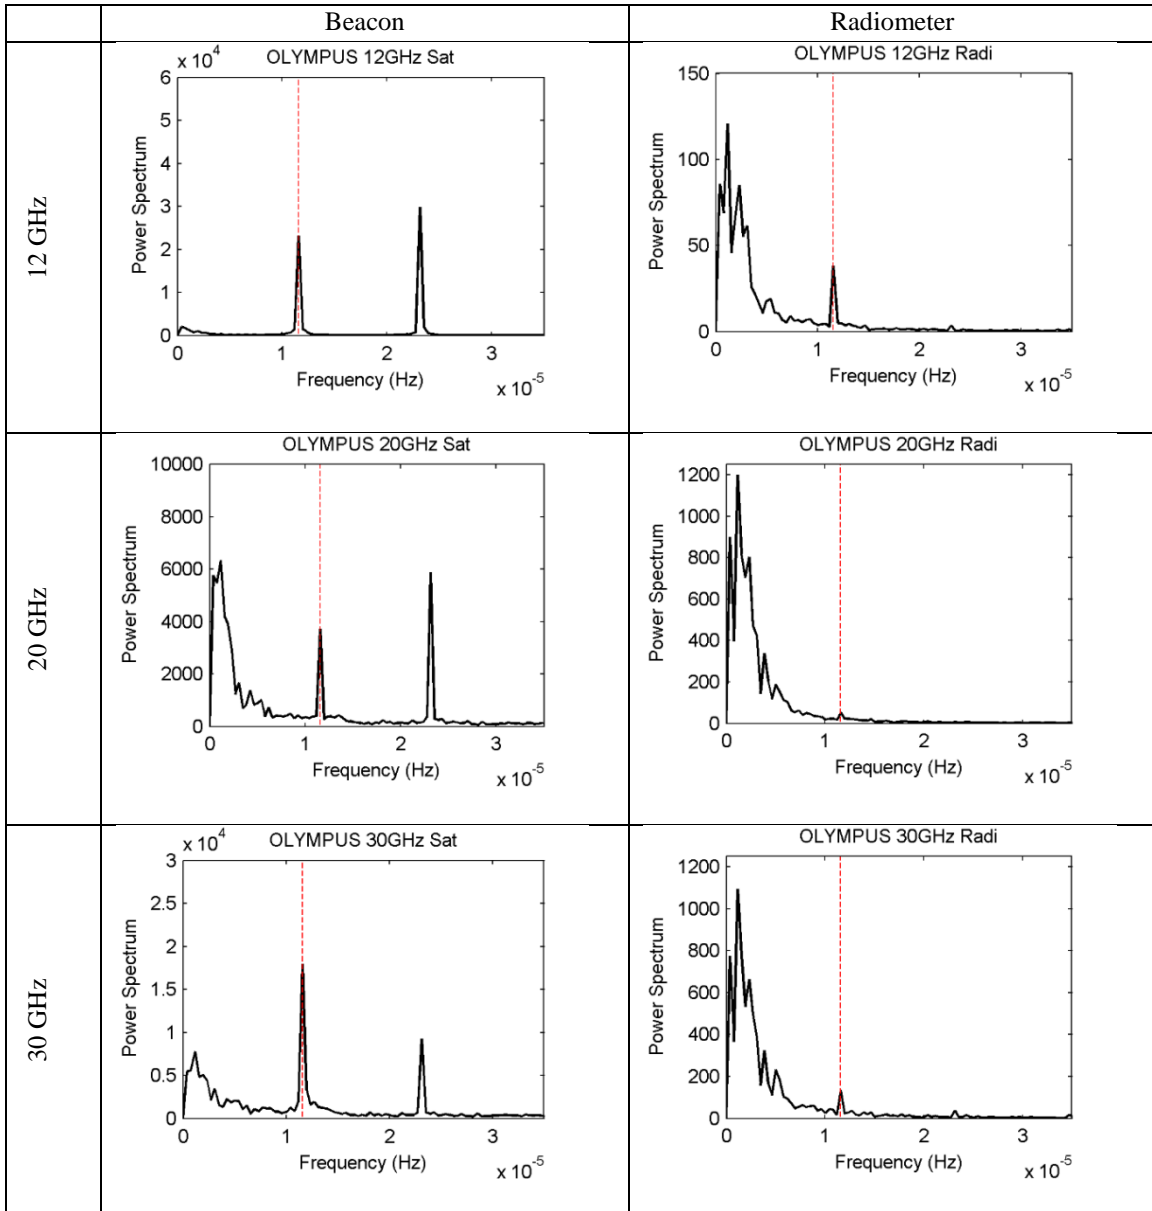 Beacon Radiometer
12 GHz
OLYMPUS 12GHz Sat
x 10^4
Power Spectrum
6
5
4
3
2
1
0
0 1 2 3
Frequency (Hz)
x 10^-5
OLYMPUS 12GHz Radi
Power Spectrum
150
100
50
0
0 1 2 3
Frequency (Hz)
x 10^-5
20 GHz
OLYMPUS 20GHz Sat
Power Spectrum
10000
8000
6000
4000
2000
0
0 1 2 3
Frequency (Hz)
x 10^-5
OLYMPUS 20GHz Radi
Power Spectrum
1200
1000
800
600
400
200
0
0 1 2 3
Frequency (Hz)
x 10^-5
30 GHz
OLYMPUS 30GHz Sat
x 10^4
Power Spectrum
3
2.5
2
1.5
1
0.5
0
0 1 2 3
Frequency (Hz)
x 10^-5
OLYMPUS 30GHz Radi
Power Spectrum
1200
1000
800
600
400
200
0
0 1 2 3
Frequency (Hz)
x 10^-5